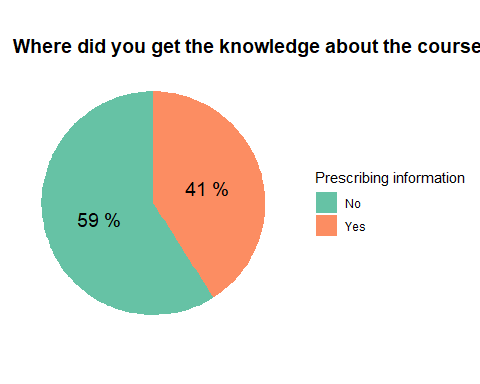 Where did you get the knowledge about the course
41 %
59 %
Prescribing information
No
Yes